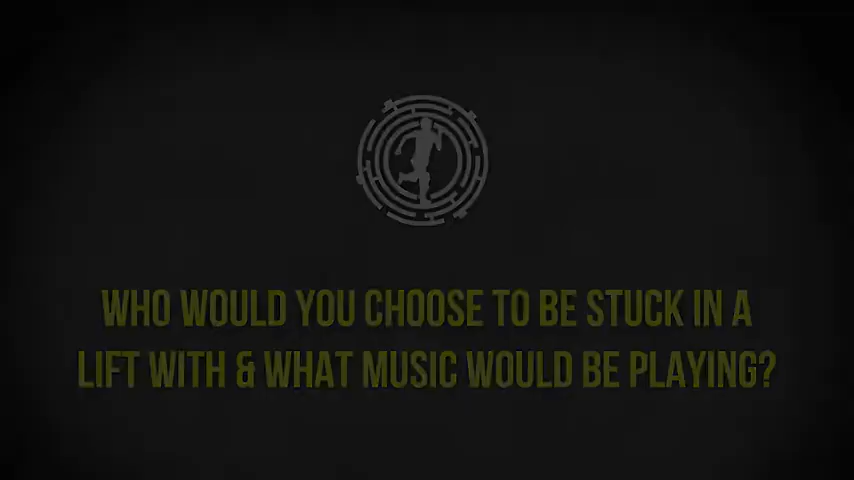 WHO WOULD YOU CHOOSE TO BE STUCK IN A
LIFT WITH & WHAT MUSIC WOULD BE PLAYING?